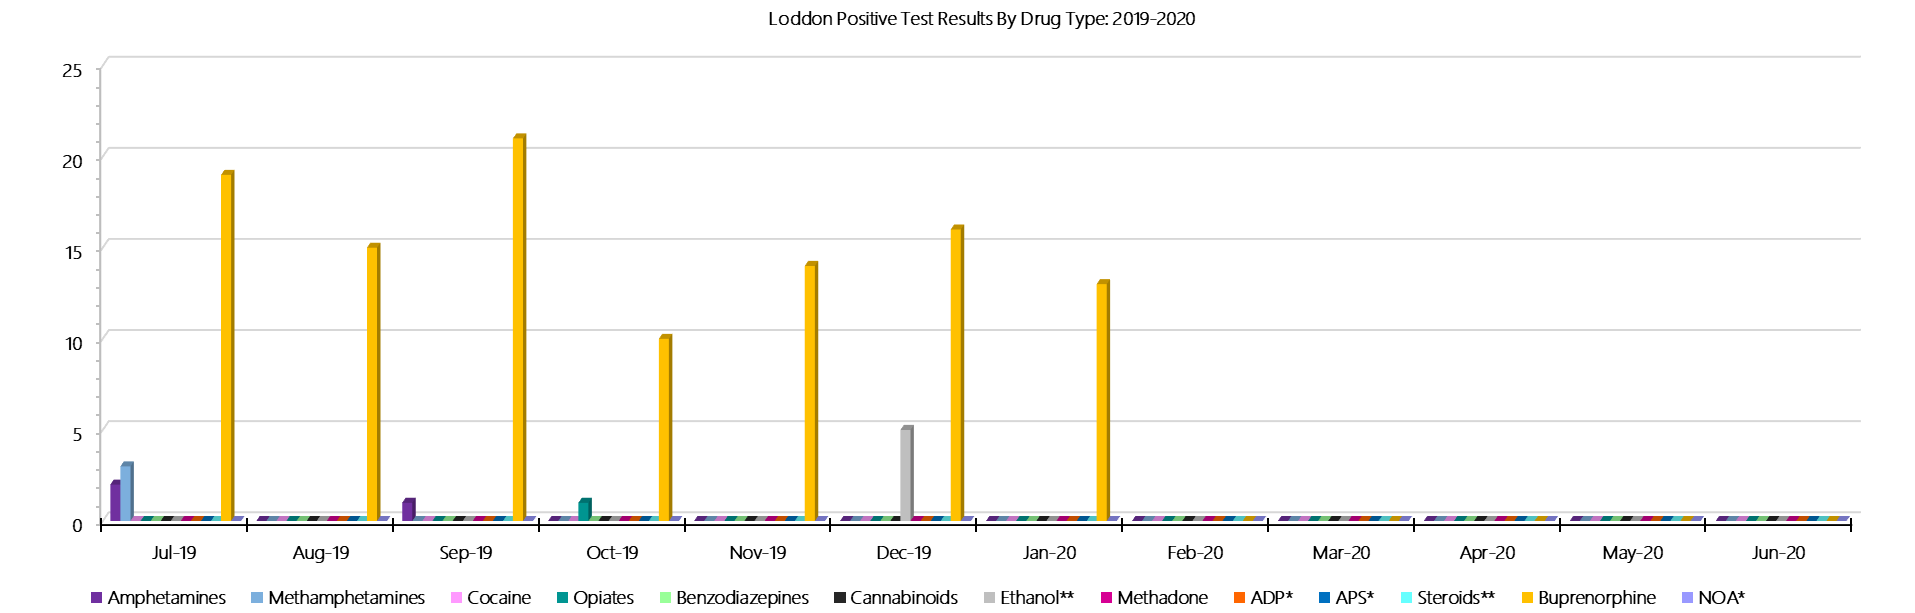 Loddon Positive Test Results By Drug Type: 2019-2020
25
20
15
10
5
0
Jul-19 Aug-19 Sep-19 Oct-19 Nov-19 Dec-19 Jan-20 Feb-20 Mar-20 Apr-20 May-20 Jun-20
Amphetamines Methamphetamines Cocaine Opiates Benzodiazepines Cannabinoids Ethanol** Methadone ADP* APS* Steroids** Buprenorphine NOA*